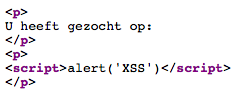 <p>
U heeft gezocht op:
</p>
<p>
<script>alert('XSS')</script>
</p>